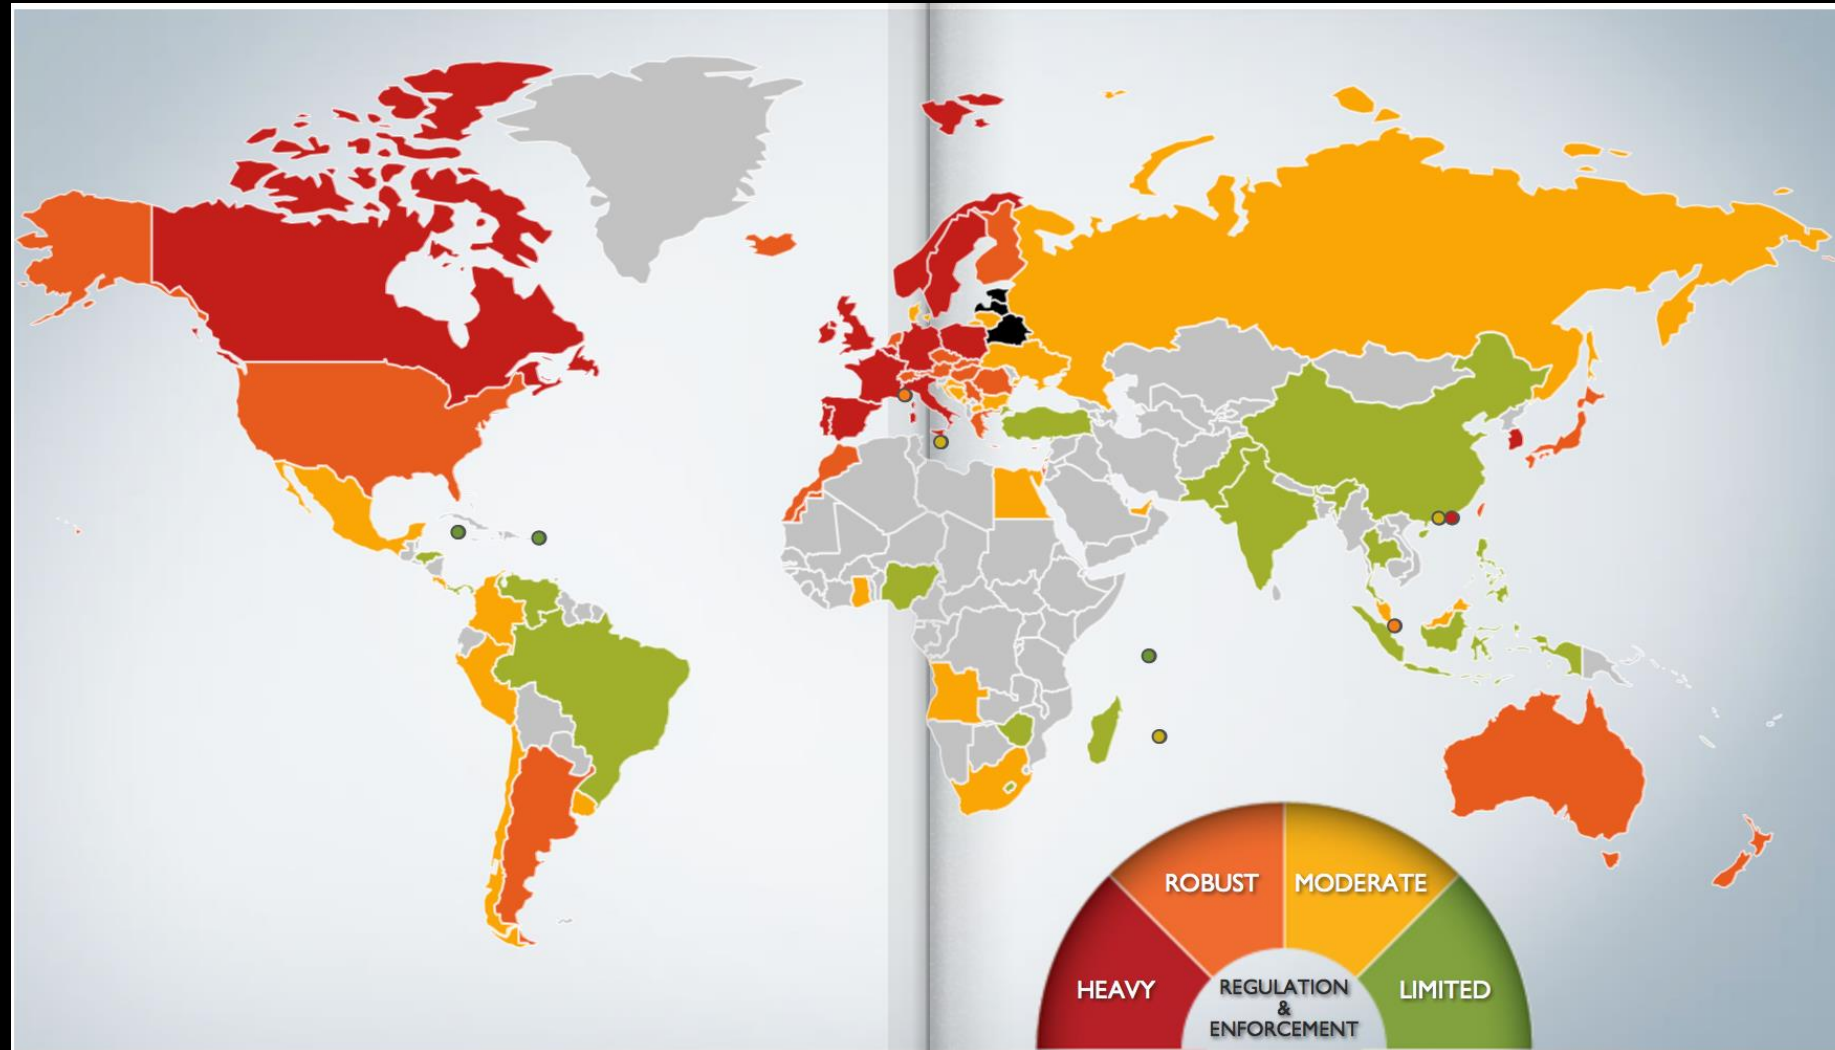 ROBUST
MODERATE
HEAVY
REGULATION
&
ENFORCEMENT
LIMITED